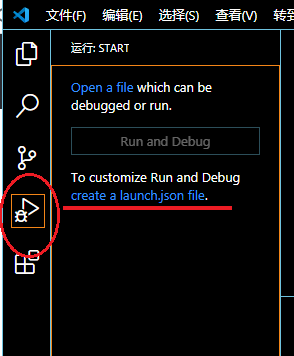 文件(F) 编辑(E) 选择(S) 查看(V) 转
运行: START
Open a file which can be
debugged or run.
Run and Debug
To customize Run and Debug
create a launch.json file.